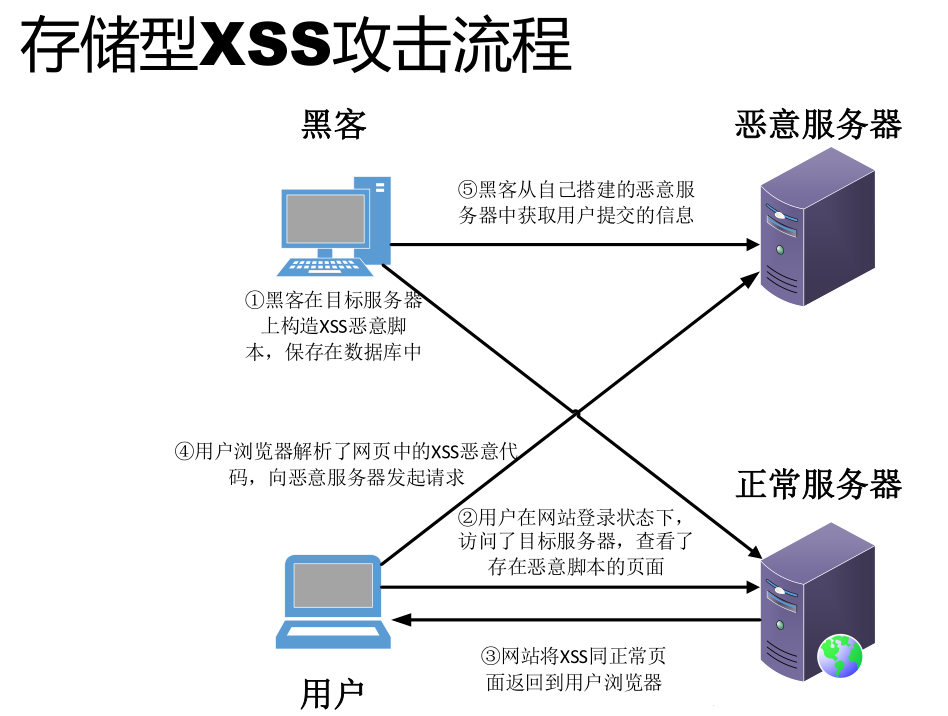 存储型XSS攻击流程
黑客
恶意服务器
⑤黑客从自己搭建的恶意服
务器中获取用户提交的信息
①黑客在目标服务器
上构造XSS恶意脚
本，保存在数据库中
④用户浏览器解析了网页中的XSS恶意代
码，向恶意服务器发起请求
正常服务器
②用户在网站登录状态下，
访问了目标服务器，查看了
存在恶意脚本的页面
③网站将XSS同正常页
面返回到用户浏览器
用户